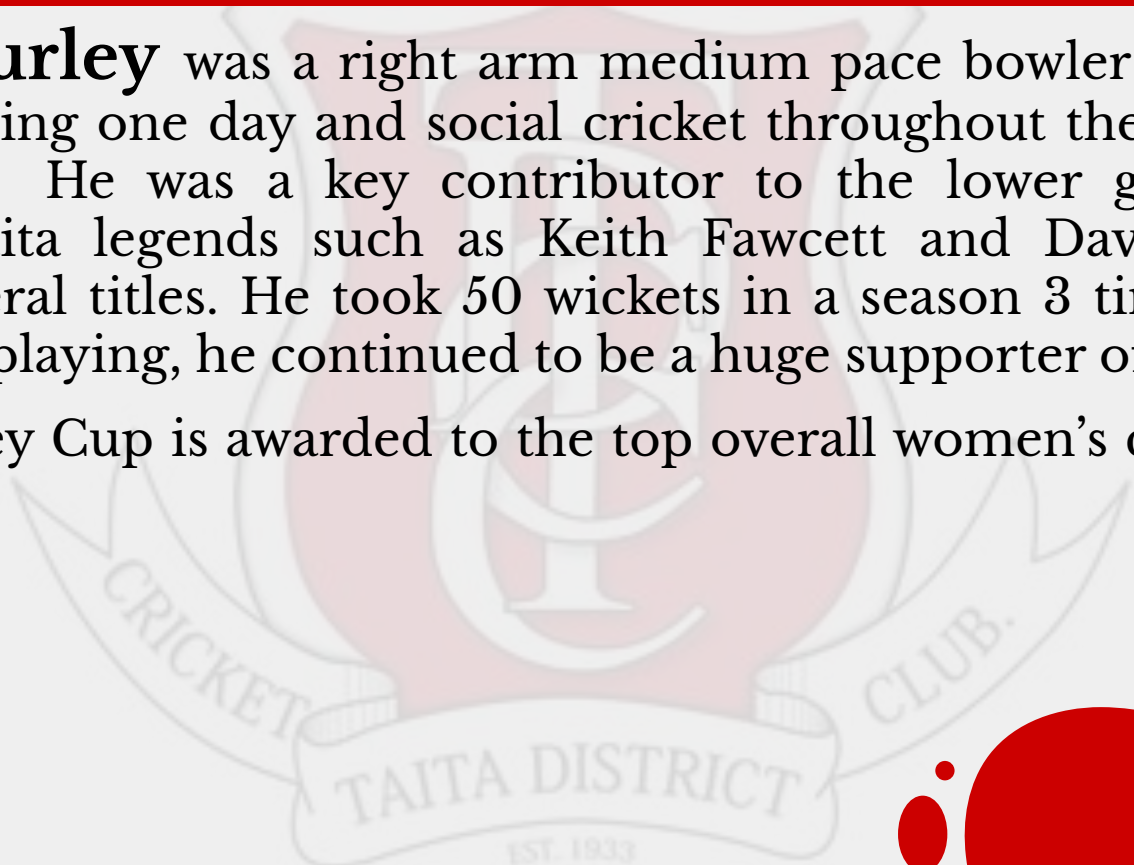 urley was a right arm medium pace bowler
ing one day and social cricket throughout the
He was a key contributor to the lower g
ita legends such as Keith Fawcett and Dav
ral titles. He took 50 wickets in a season 3 ti
playing, he continued to be a huge supporter o
ey Cup is awarded to the top overall women's
CRICKET CLUB.
TAITA DISTRICT
EST. 1933